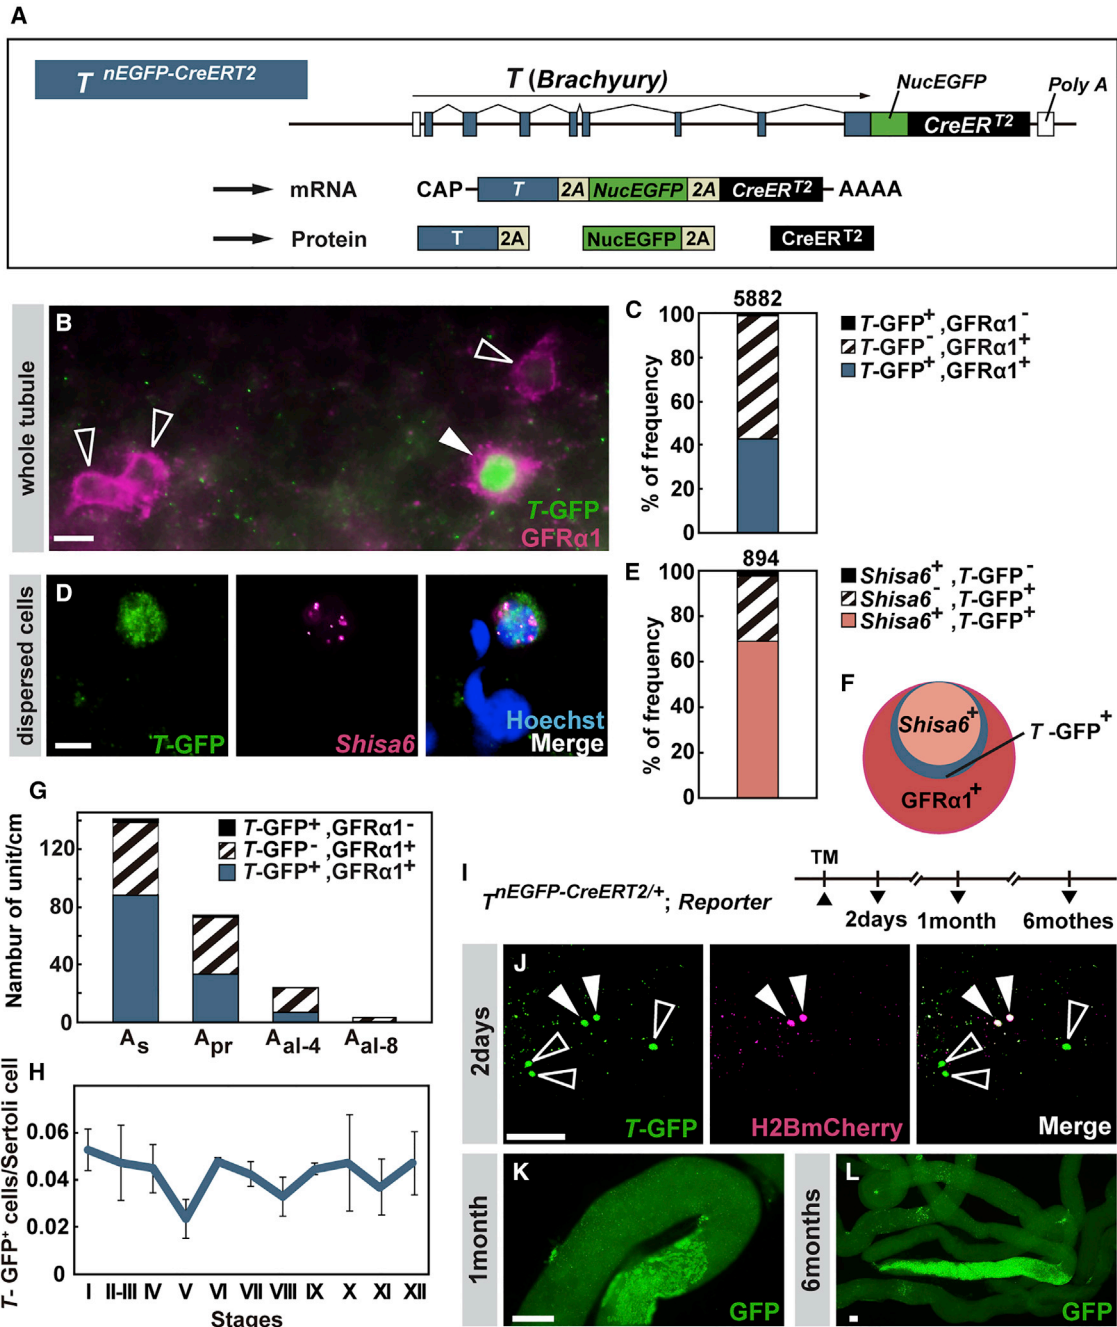 A
T nEGFP-CreERT2
T (Brachyury)
NucEGFP
Poly A
CreER T2
mRNA
CAP
T
2A
NucEGFP
2A
CreERT2
AAAA
Protein
T
2A
NucEGFP
2A
CreERT2
whole tubule
B
T-GFP
GFRα1
C
5882
% of frequency
100
80
60
40
20
0
T-GFP+ ,GFRα1-
T-GFP- ,GFRα1+
T-GFP+ ,GFRα1+
dispersed cells
D
T-GFP
Shisa6
Hoechst
Merge
E
894
% of frequency
100
80
60
40
20
0
Shisa6+ ,T-GFP-
Shisa6- ,T-GFP+
Shisa6+ ,T-GFP+
F
Shisa6+
T -GFP+
GFRα1+
G
Nambur of unit/cm
120
80
40
0
T-GFP+ ,GFRα1-
T-GFP- ,GFRα1+
T-GFP+ ,GFRα1+
As
Apr
Aal-4
Aal-8
H
T- GFP+ cells/Sertoli cell
0.06
0.04
0.02
0
I II-III IV V VI VII VIII IX X XI XII
Stages
I
TnEGFP-CreERT2/+; Reporter
TM
2days
1month
6mothes
2days
J
T-GFP
H2BmCherry
Merge
1month
K
GFP
6months
L
GFP